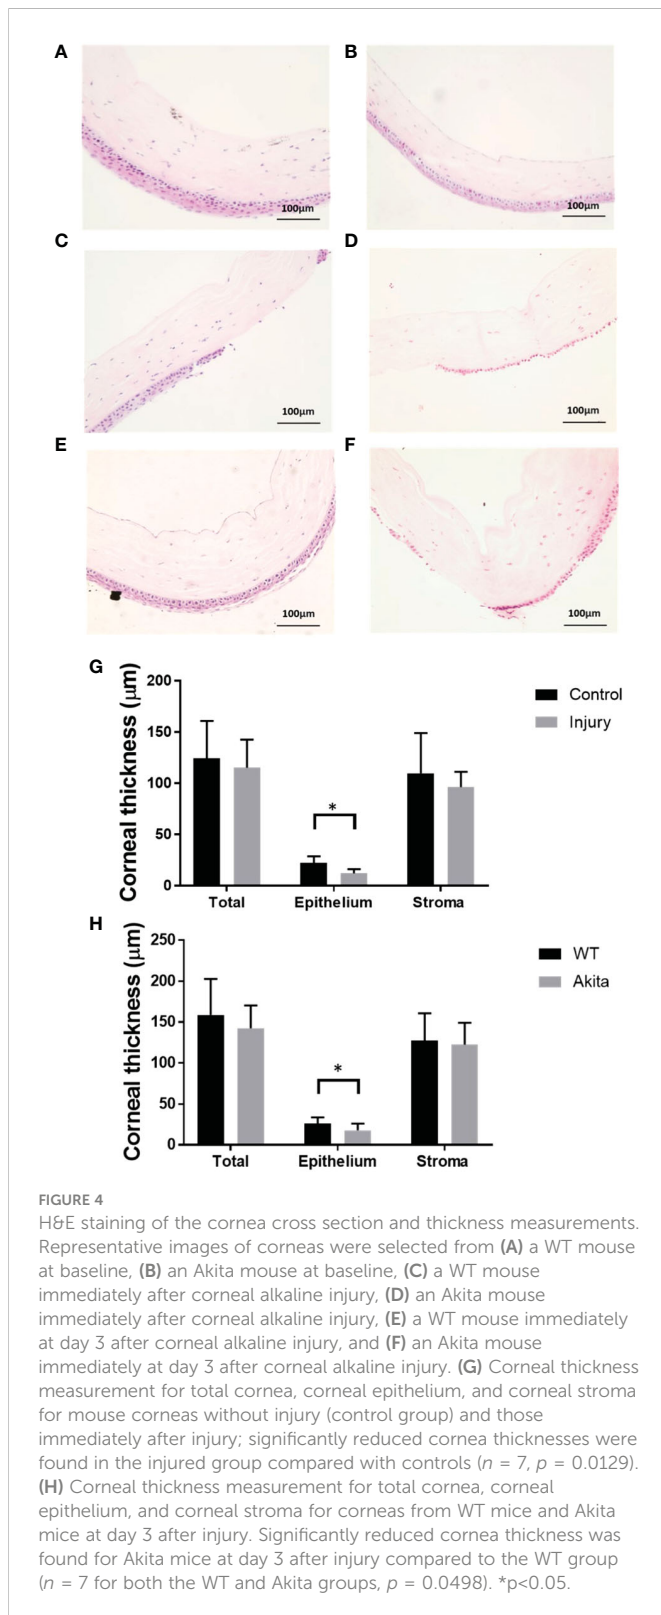 A
B
100µm
100µm
C
D
100µm
100µm
E
F
100µm
100µm
G
Corneal thickness (µm)
200
150
100
50
0
Total
Epithelium
Stroma
*
Control
Injury
H
Corneal thickness (µm)
250
200
150
100
50
0
Total
Epithelium
Stroma
*
WT
Akita
FIGURE 4
H&E staining of the cornea cross section and thickness measurements.
Representative images of corneas were selected from (A) a WT mouse
at baseline, (B) an Akita mouse at baseline, (C) a WT mouse
immediately after corneal alkaline injury, (D) an Akita mouse
immediately after corneal alkaline injury, (E) a WT mouse immediately
at day 3 after corneal alkaline injury, and (F) an Akita mouse
immediately at day 3 after corneal alkaline injury. (G) Corneal thickness
measurement for total cornea, corneal epithelium, and corneal stroma
for mouse corneas without injury (control group) and those
immediately after injury; significantly reduced cornea thicknesses were
found in the injured group compared with controls (n = 7, p = 0.0129).
(H) Corneal thickness measurement for total cornea, corneal
epithelium, and corneal stroma for corneas from WT mice and Akita
mice at day 3 after injury. Significantly reduced cornea thickness was
found for Akita mice at day 3 after injury compared to the WT group
(n = 7 for both the WT and Akita groups, p = 0.0498). *p<0.05.